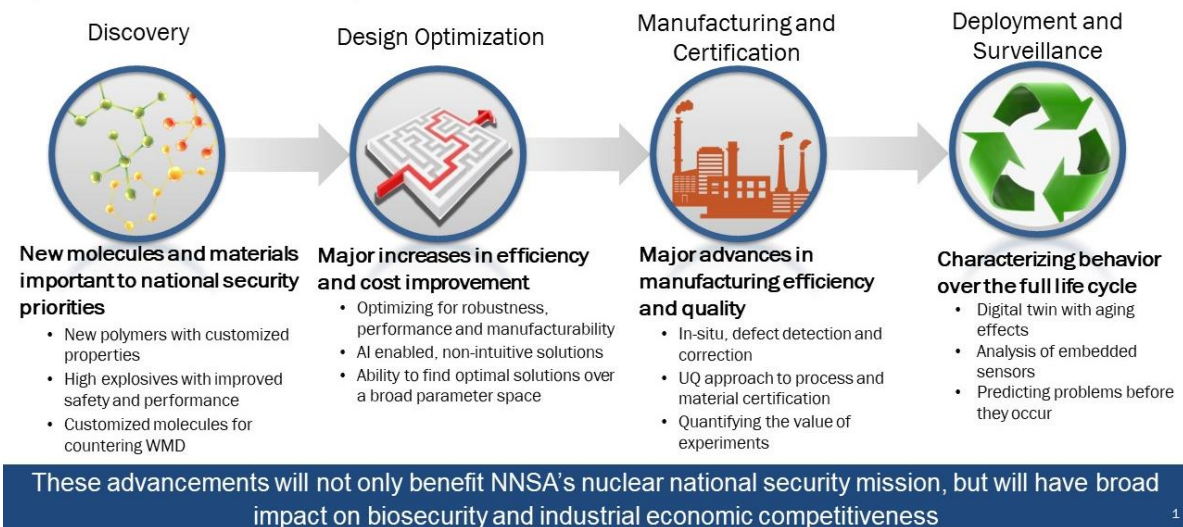 Discovery
Design Optimization
Manufacturing and
Certification
Deployment and
Surveillance
New molecules and materials
important to national security
priorities
• New polymers with customized
properties
• High explosives with improved
safety and performance
• Customized molecules for
countering WMD
Major increases in efficiency
and cost improvement
• Optimizing for robustness,
performance and manufacturability
• AI enabled, non-intuitive solutions
• Ability to find optimal solutions over
a broad parameter space
Major advances in
manufacturing efficiency
and quality
• In-situ, defect detection and
correction
• UQ approach to process and
material certification
• Quantifying the value of
experiments
Characterizing behavior
over the full life cycle
• Digital twin with aging
effects
• Analysis of embedded
sensors
• Predicting problems before
they occur
These advancements will not only benefit NNSA's nuclear national security mission, but will have broad
impact on biosecurity and industrial economic competitiveness
1